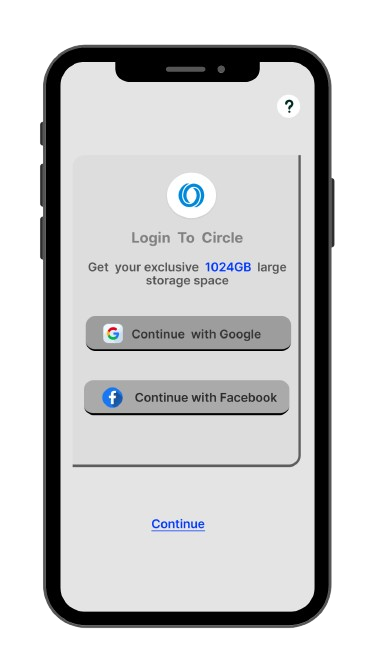 ?
Login To Circle
Get your exclusive 1024GB large
storage space
Continue with Google
Continue with Facebook
Continue